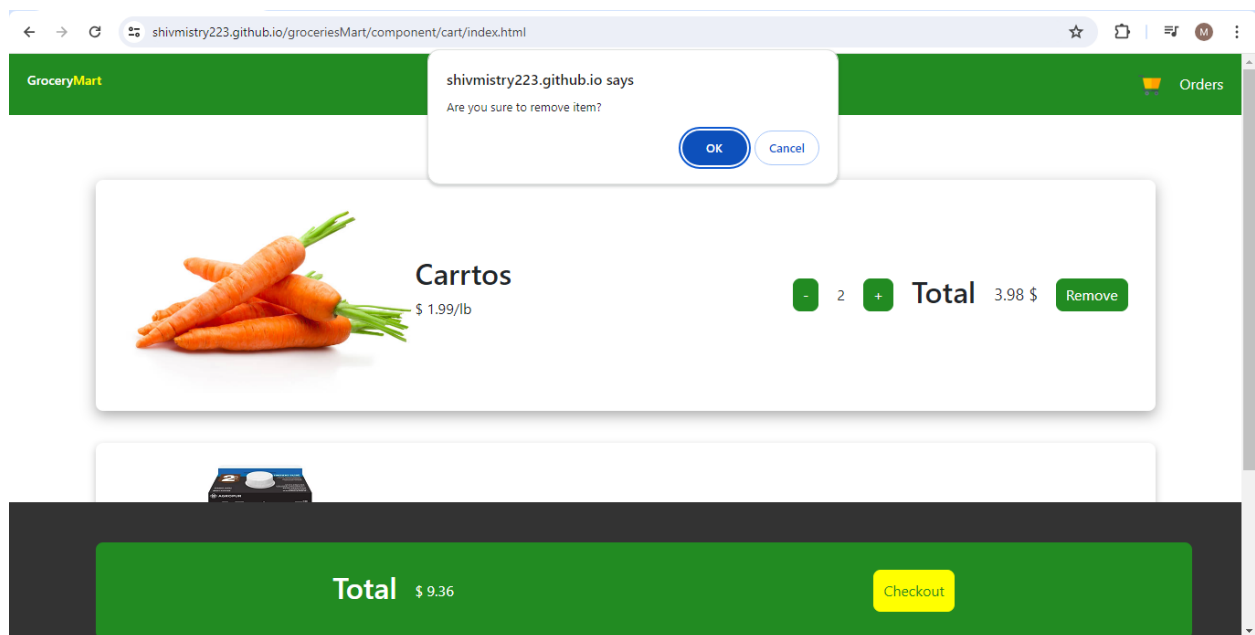 shivmistry223.github.io/groceriesMart/component/cart/index.html
M
GroceryMart
Orders
shivmistry223.github.io says
Are you sure to remove item?
OK
Cancel
Carrtos
$ 1.99/lb
- 2 + Total 3.98 $ Remove
2
Total $ 9.36
Checkout